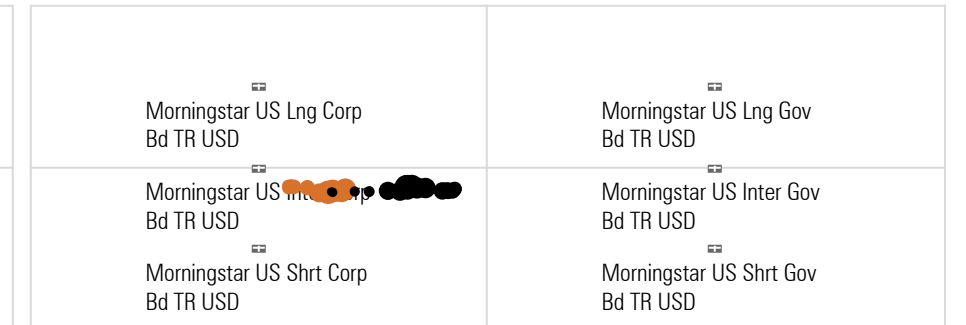 Morningstar US Lng Corp
Bd TR USD
Morningstar US Lng Gov
Bd TR USD
Morningstar US
Bd TR USD
Morningstar US Inter Gov
Bd TR USD
Morningstar US Shrt Corp
Bd TR USD
Morningstar US Shrt Gov
Bd TR USD